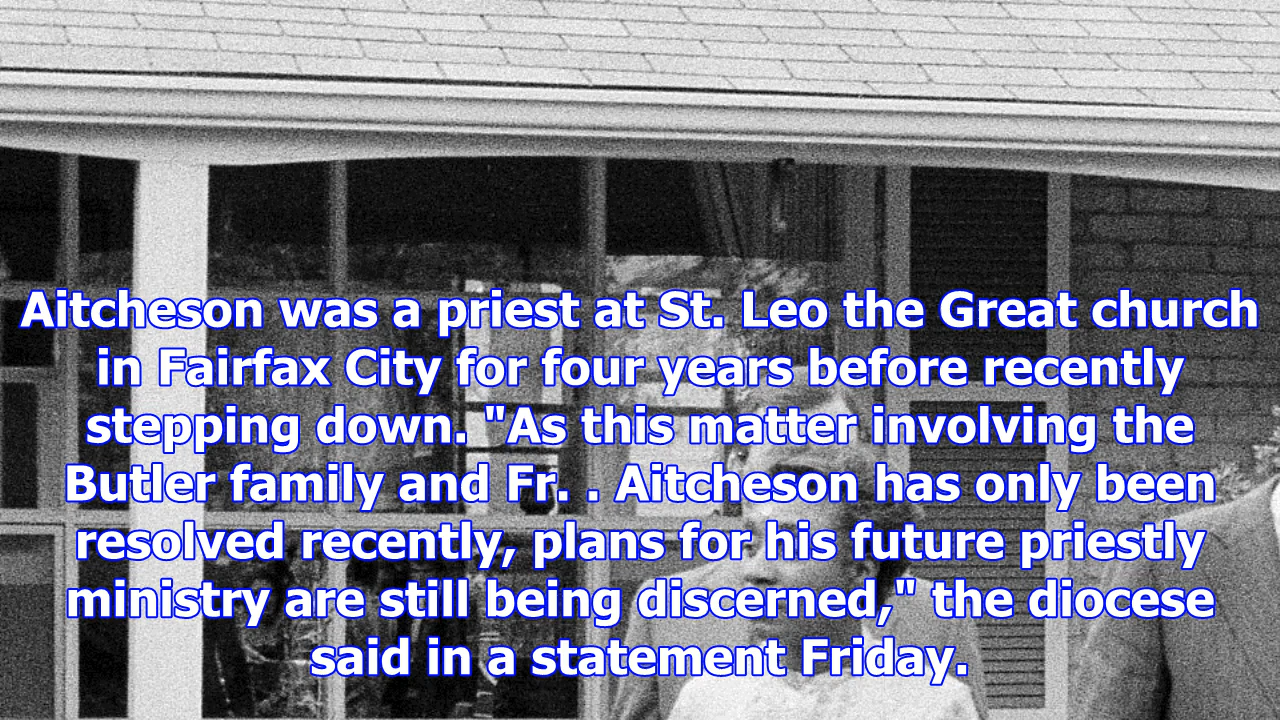 Aitcheson was a priest at St. Leo the Great church
in Fairfax City for four years before recently
stepping down. "As this matter involving the
Butler family and Fr. . Aitcheson has only been
resolved recently, plans for his future priestly
ministry are still being discerned," the diocese
said in a statement Friday.